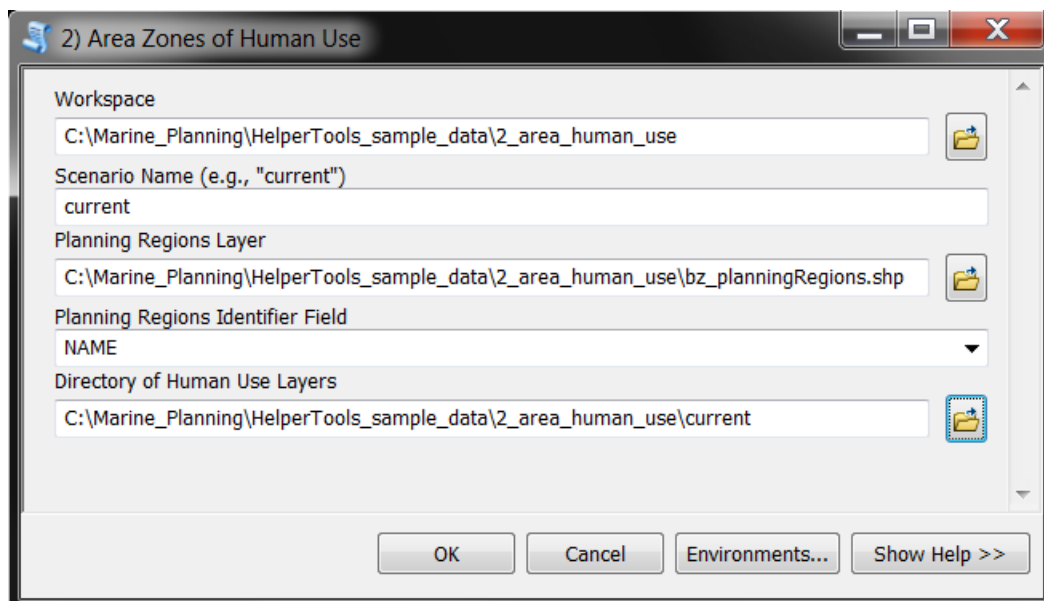 2) Area Zones of Human Use
Workspace
C:\Marine_Planning\HelperTools_sample_data\2_area_human_use
Scenario Name (e.g., "current")
current
Planning Regions Layer
C:\Marine_Planning\HelperTools_sample_data\2_area_human_use\bz_planningRegions.shp
Planning Regions Identifier Field
NAME
Directory of Human Use Layers
C:\Marine_Planning\HelperTools_sample_data\2_area_human_use\current
OK Cancel Environments... Show Help >>